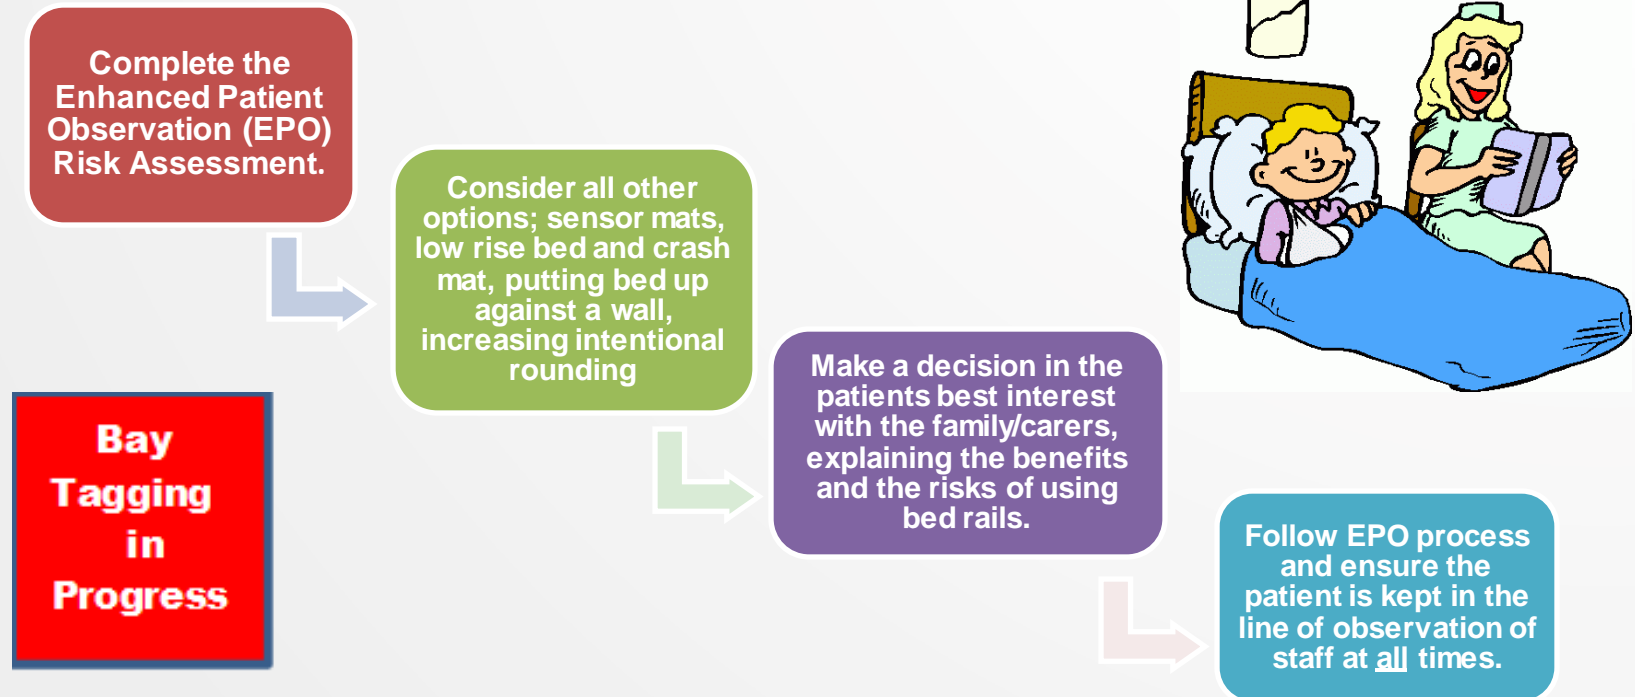 Complete the
Enhanced Patient
Observation (EPO)
Risk Assessment.
Consider all other
options; sensor mats,
low rise bed and crash
mat, putting bed up
against a wall,
increasing intentional
rounding
Make a decision in the
patients best interest
with the family/carers,
explaining the benefits
and the risks of using
bed rails.
Follow EPO process
and ensure the
patient is kept in the
line of observation of
staff at all times.
Bay
Tagging
in
Progress